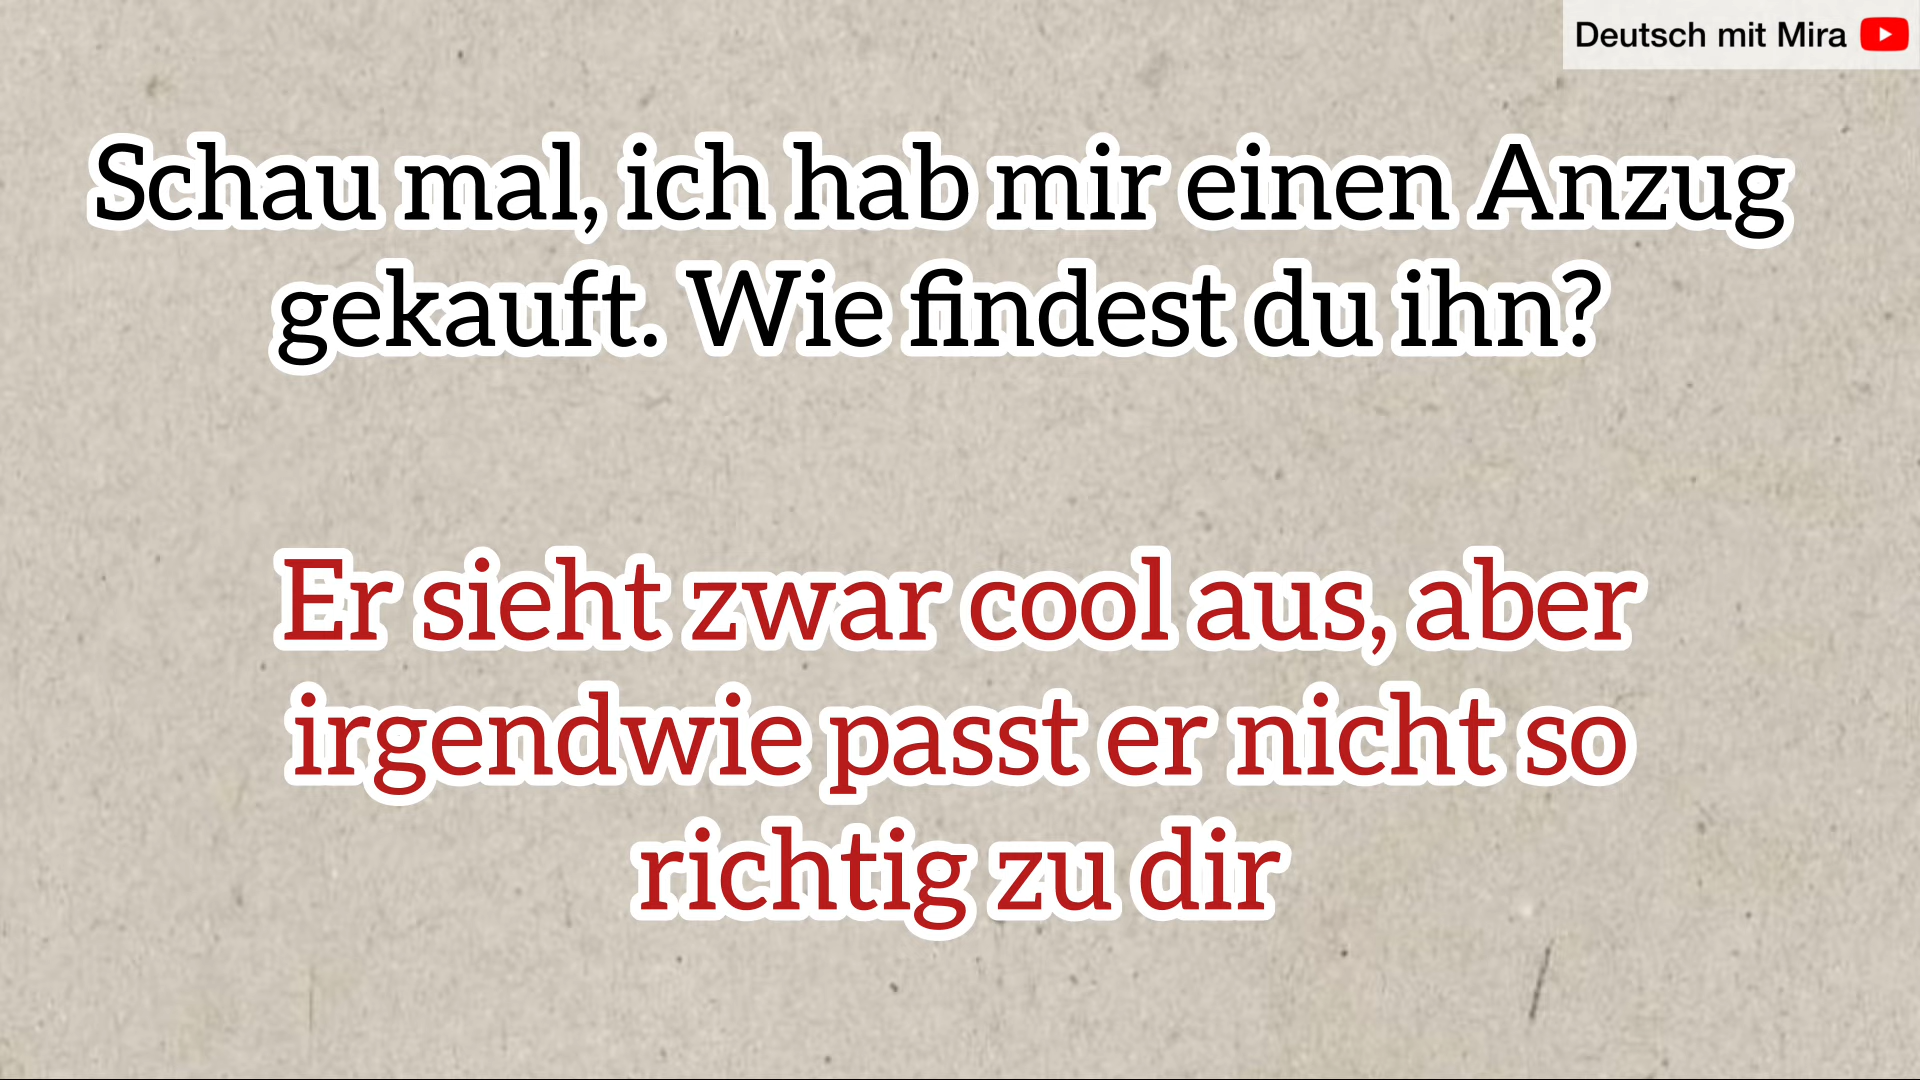 Deutsch mit Mira
Schau mal, ich hab mir einen Anzug
gekauft. Wie findest du ihn?
Er sieht zwar cool aus, aber
irgendwie passt er nicht so
richtig zu dir